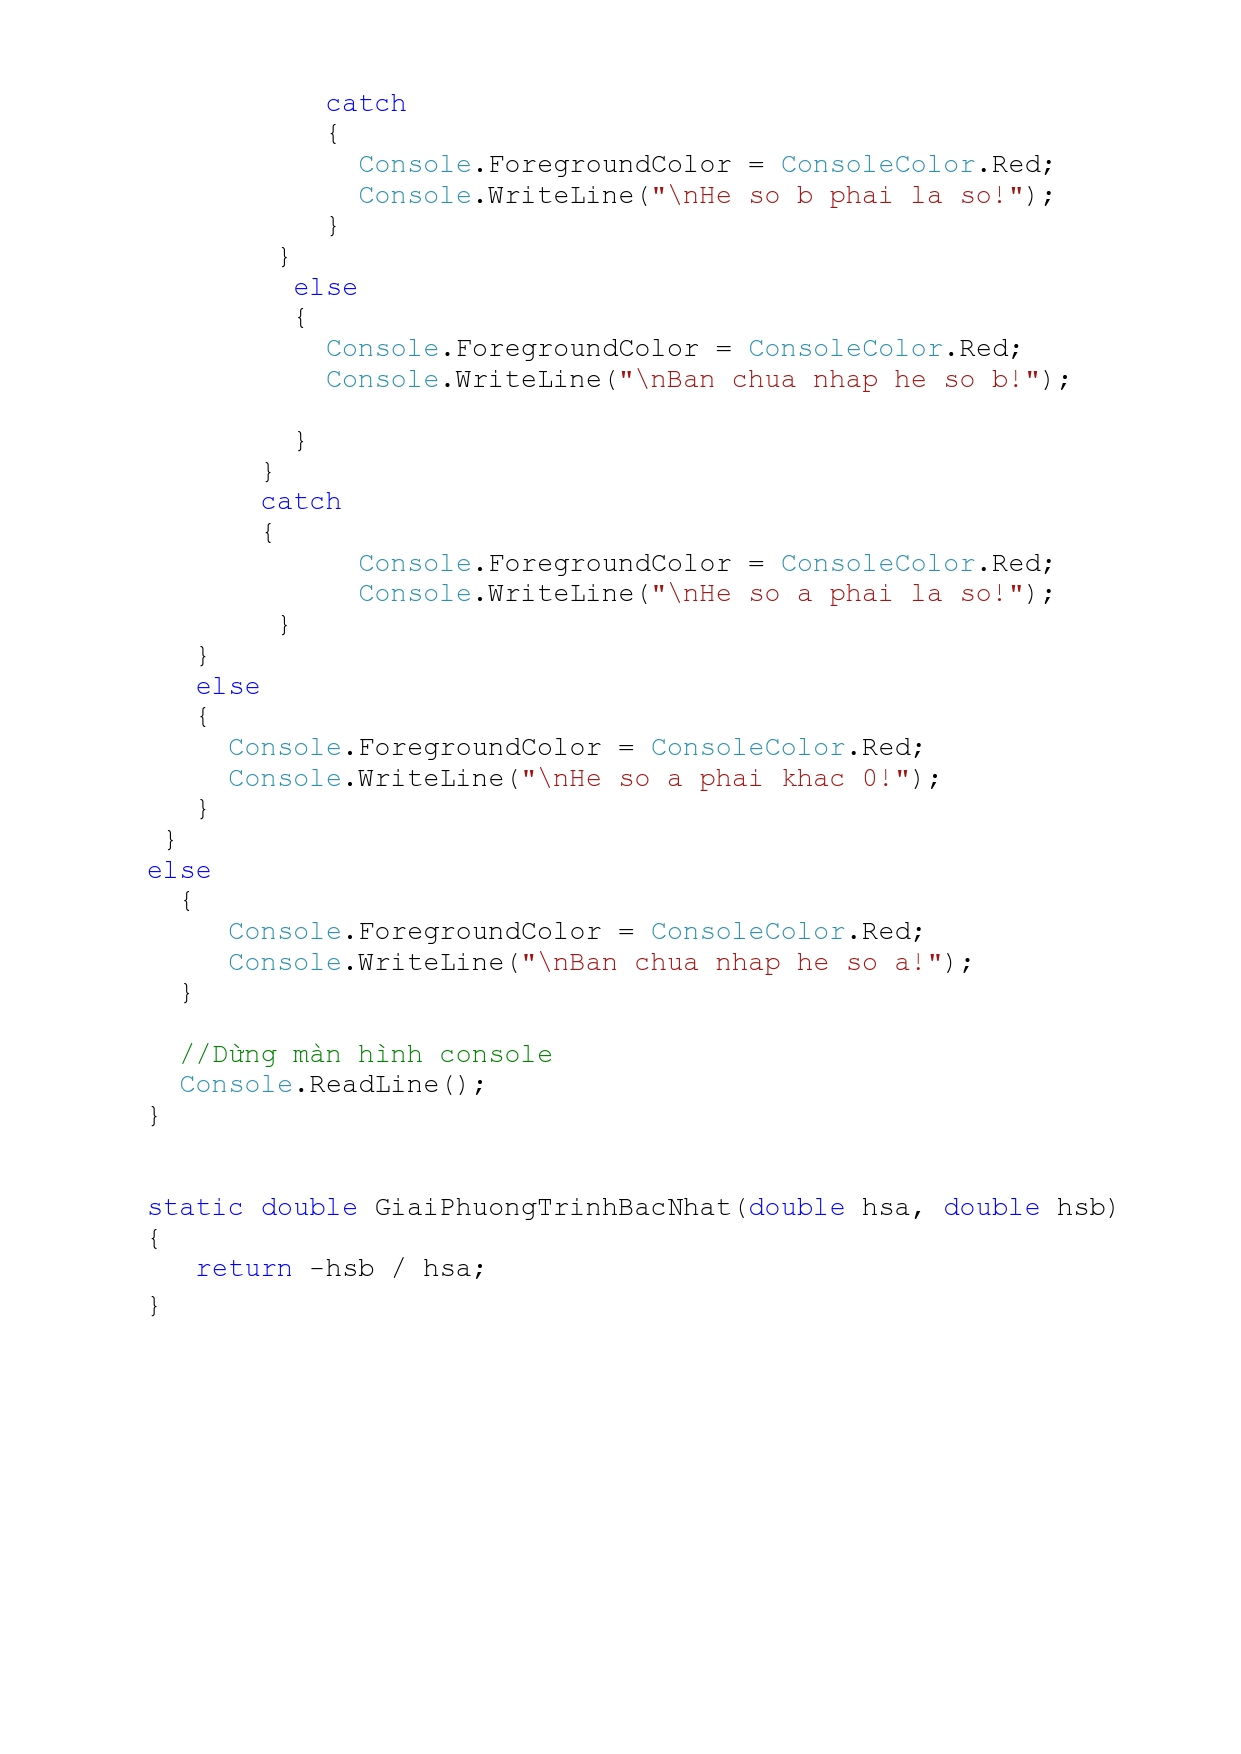 catch
{
Console.ForegroundColor = ConsoleColor.Red;
Console.WriteLine("\nHe so b phai la so!");
}
}
else
{
Console.ForegroundColor = ConsoleColor.Red;
Console.WriteLine("\nBan chua nhap he so b!");
}
}
catch
{
Console.ForegroundColor = ConsoleColor.Red;
Console.WriteLine("\nHe so a phai la so!");
}
}
else
{
Console.ForegroundColor = ConsoleColor.Red;
Console.WriteLine("\nHe so a phai khac 0!");
}
}
else
{
Console.ForegroundColor = ConsoleColor.Red;
Console.WriteLine("\nBan chua nhap he so a!");
}
//Dừng màn hình console
Console.ReadLine();
}
static double GiaiPhuongTrinhBacNhat(double hsa, double hsb)
{
return -hsb / hsa;
}